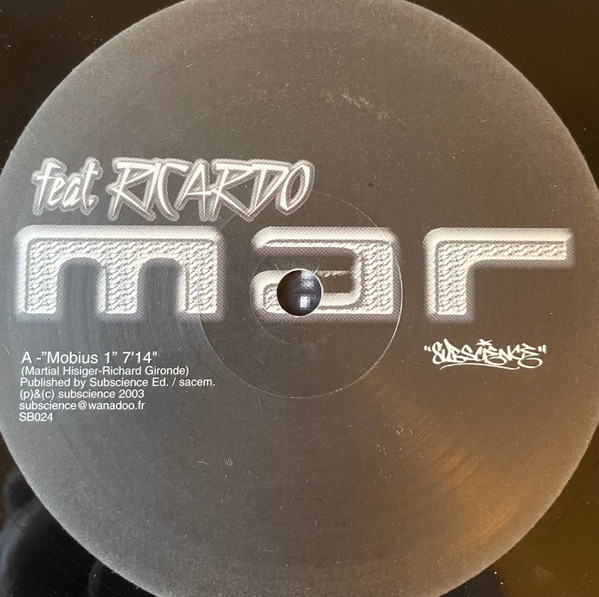 feat. RICARDO
mar
"SUBSCIENCE"
A -"Mobius 1" 7'14"
(Martial Hisiger-Richard Gironde)
Published by Subscience Ed. / sacem.
(p)&(c) subscience 2003
subscience@wanadoo.fr
SB024